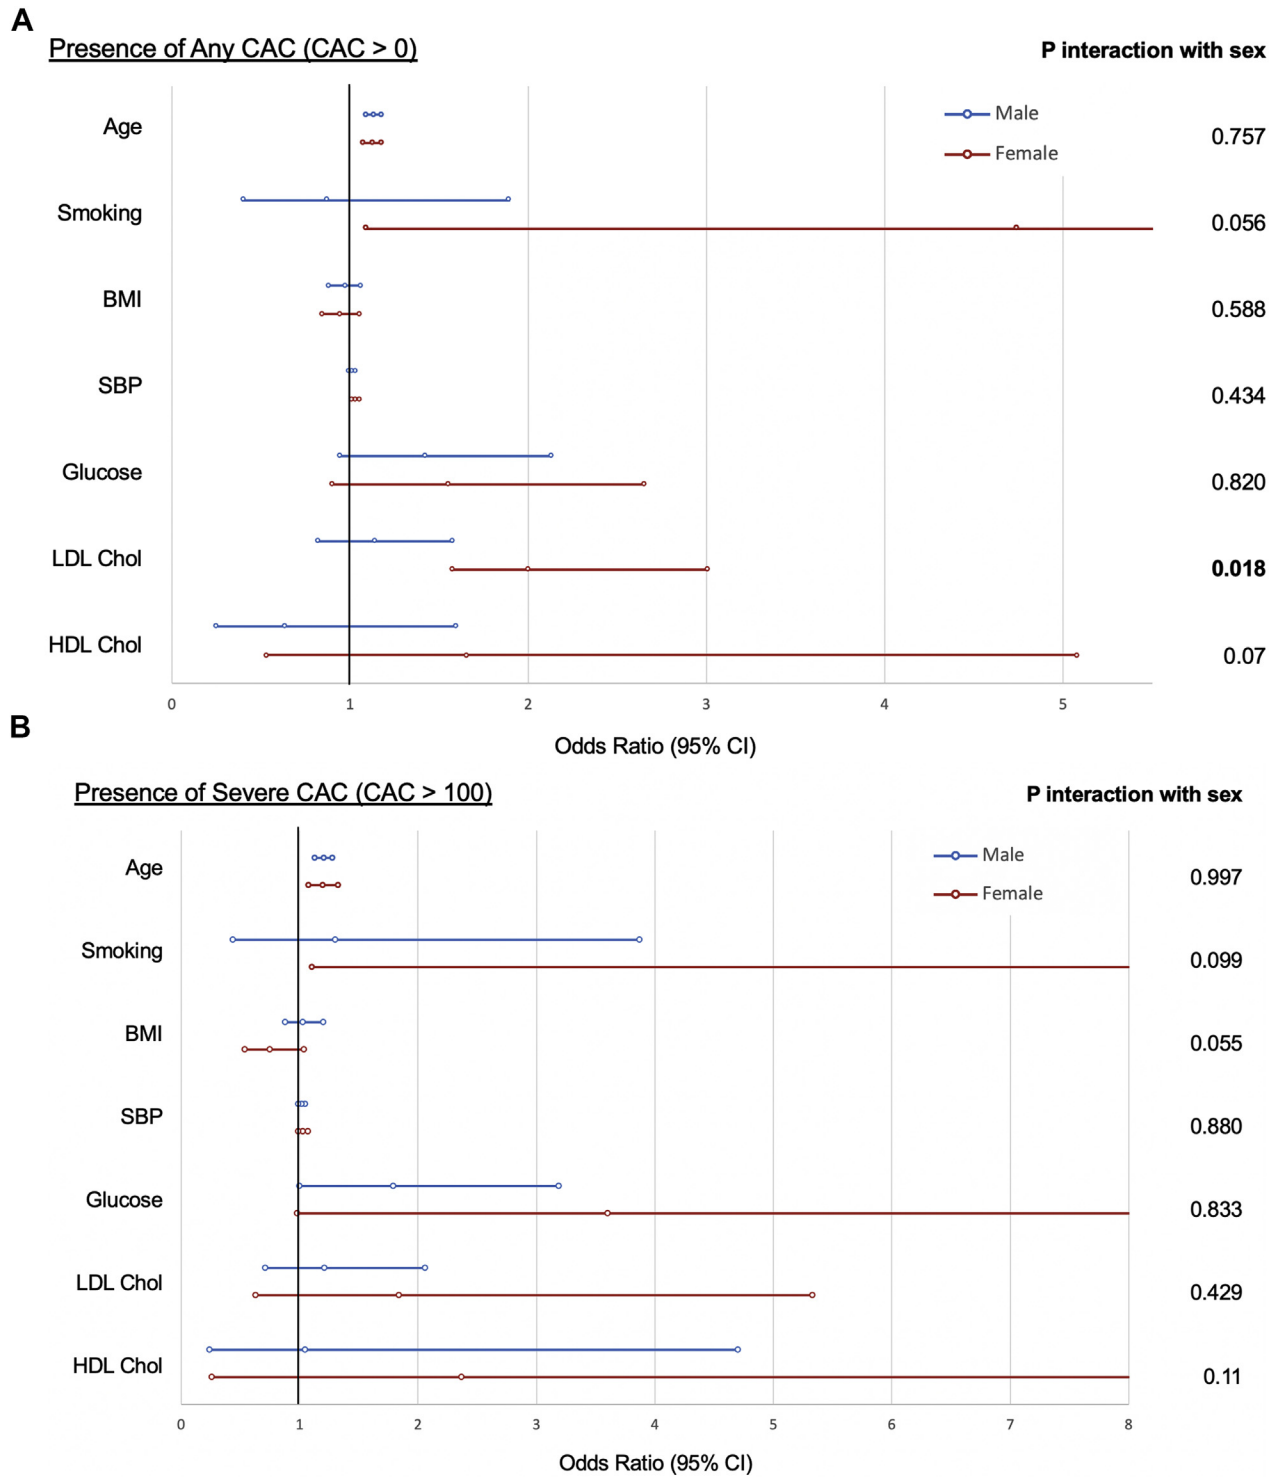 A
Presence of Any CAC (CAC > 0)
P interaction with sex
Male
Female
Age
0.757
Smoking
0.056
BMI
0.588
SBP
0.434
Glucose
0.820
LDL Chol
0.018
HDL Chol
0.07
0 1 2 3 4 5
Odds Ratio (95% CI)
B
Presence of Severe CAC (CAC > 100)
P interaction with sex
Male
Female
Age
0.997
Smoking
0.099
BMI
0.055
SBP
0.880
Glucose
0.833
LDL Chol
0.429
HDL Chol
0.11
0 1 2 3 4 5 6 7 8
Odds Ratio (95% CI)